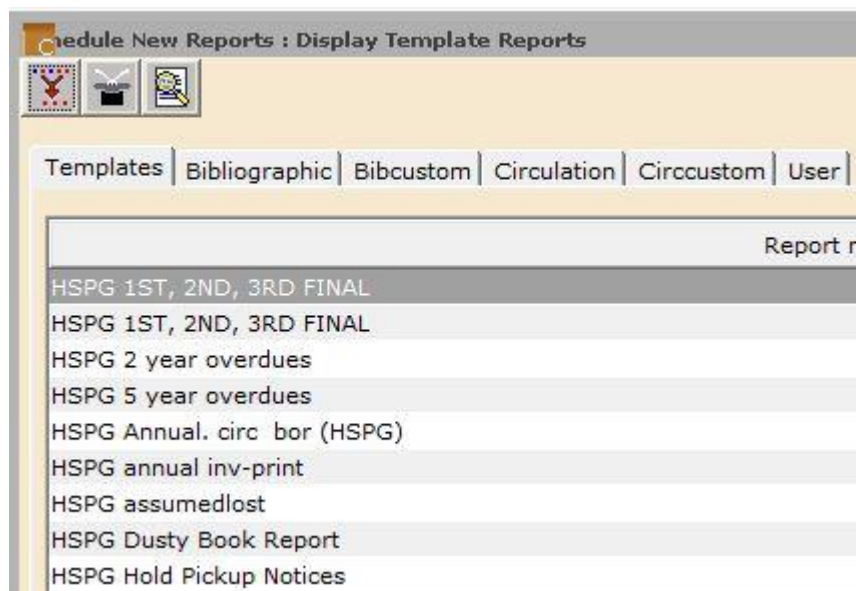 hedule New Reports : Display Template Reports
Templates Bibliographic Bibcustom Circulation Circcustom User
Report r
HSPG 1ST, 2ND, 3RD FINAL
HSPG 1ST, 2ND, 3RD FINAL
HSPG 2 year overdues
HSPG 5 year overdues
HSPG Annual. circ bor (HSPG)
HSPG annual inv-print
HSPG assumedlost
HSPG Dusty Book Report
HSPG Hold Pickup Notices